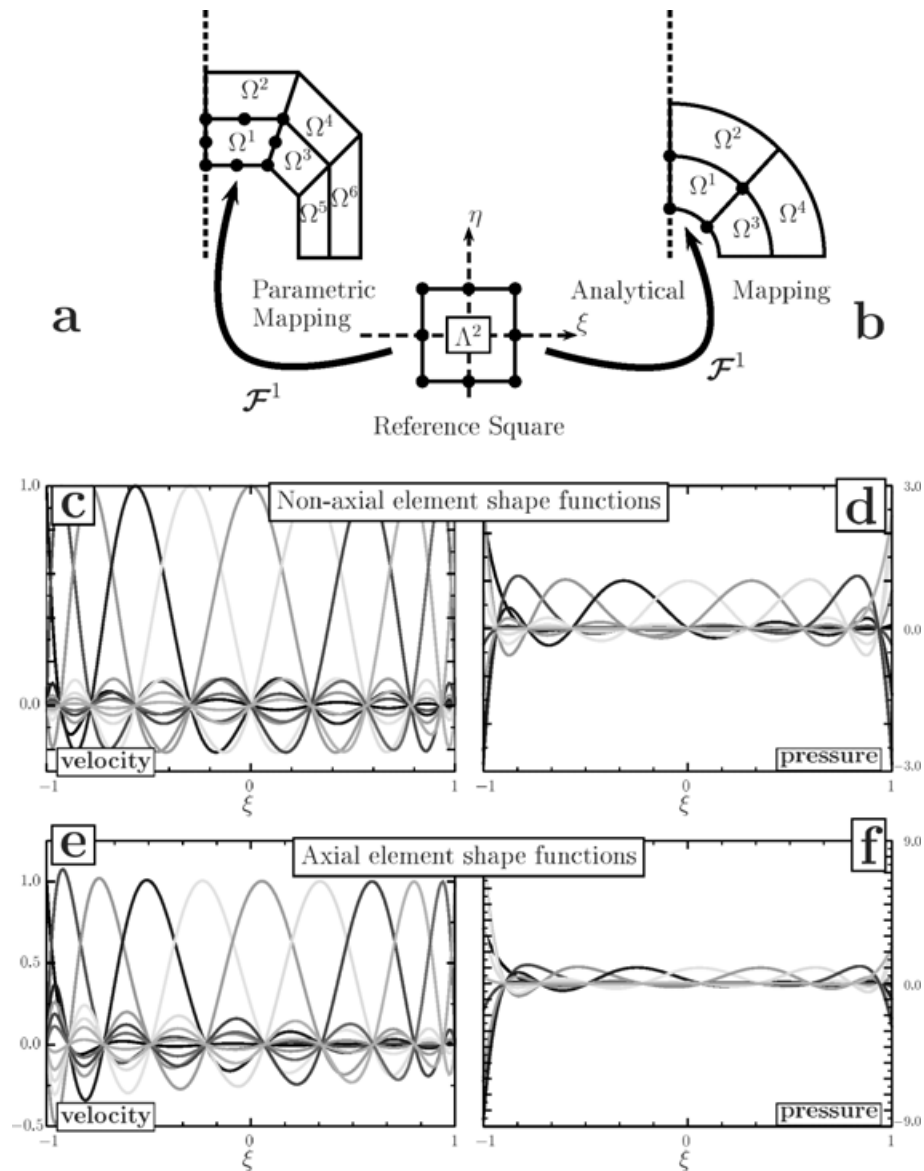 Ω²
Ω¹
Ω⁴
Ω³
Ω⁵
Ω⁶
Ω²
Ω¹
Ω³
Ω⁴
a
Parametric
Mapping
η
ξ
Λ²
Analytical
Mapping
b
𝓕¹
𝓕¹
Reference Square
c
Non-axial element shape functions
d
1.0
0.0
3.0
0.0
−3.0
velocity
pressure
−1
0
1
−1
0
1
ξ
ξ
e
Axial element shape functions
f
1.0
0.5
0.0
−0.5
9.0
0.0
−9.0
velocity
pressure
−1
0
1
−1
0
1
ξ
ξ